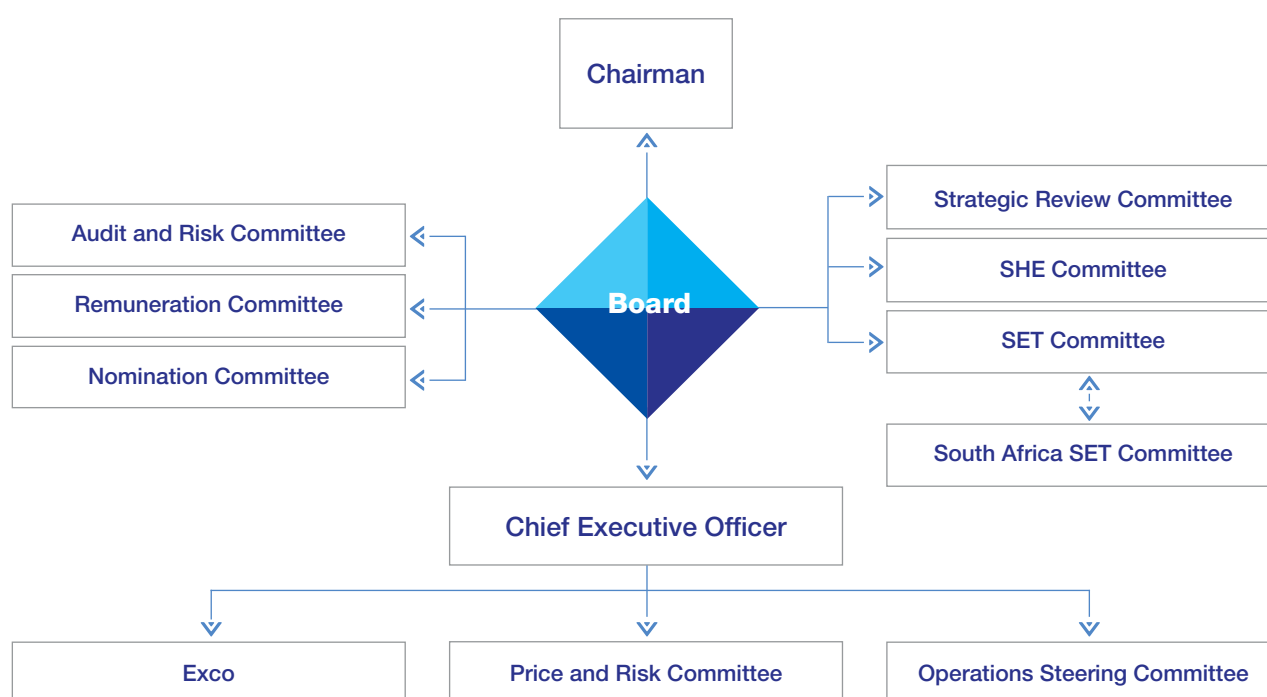 Chairman
Audit and Risk Committee
Remuneration Committee
Nomination Committee
Board
Strategic Review Committee
SHE Committee
SET Committee
South Africa SET Committee
Chief Executive Officer
Exco
Price and Risk Committee
Operations Steering Committee